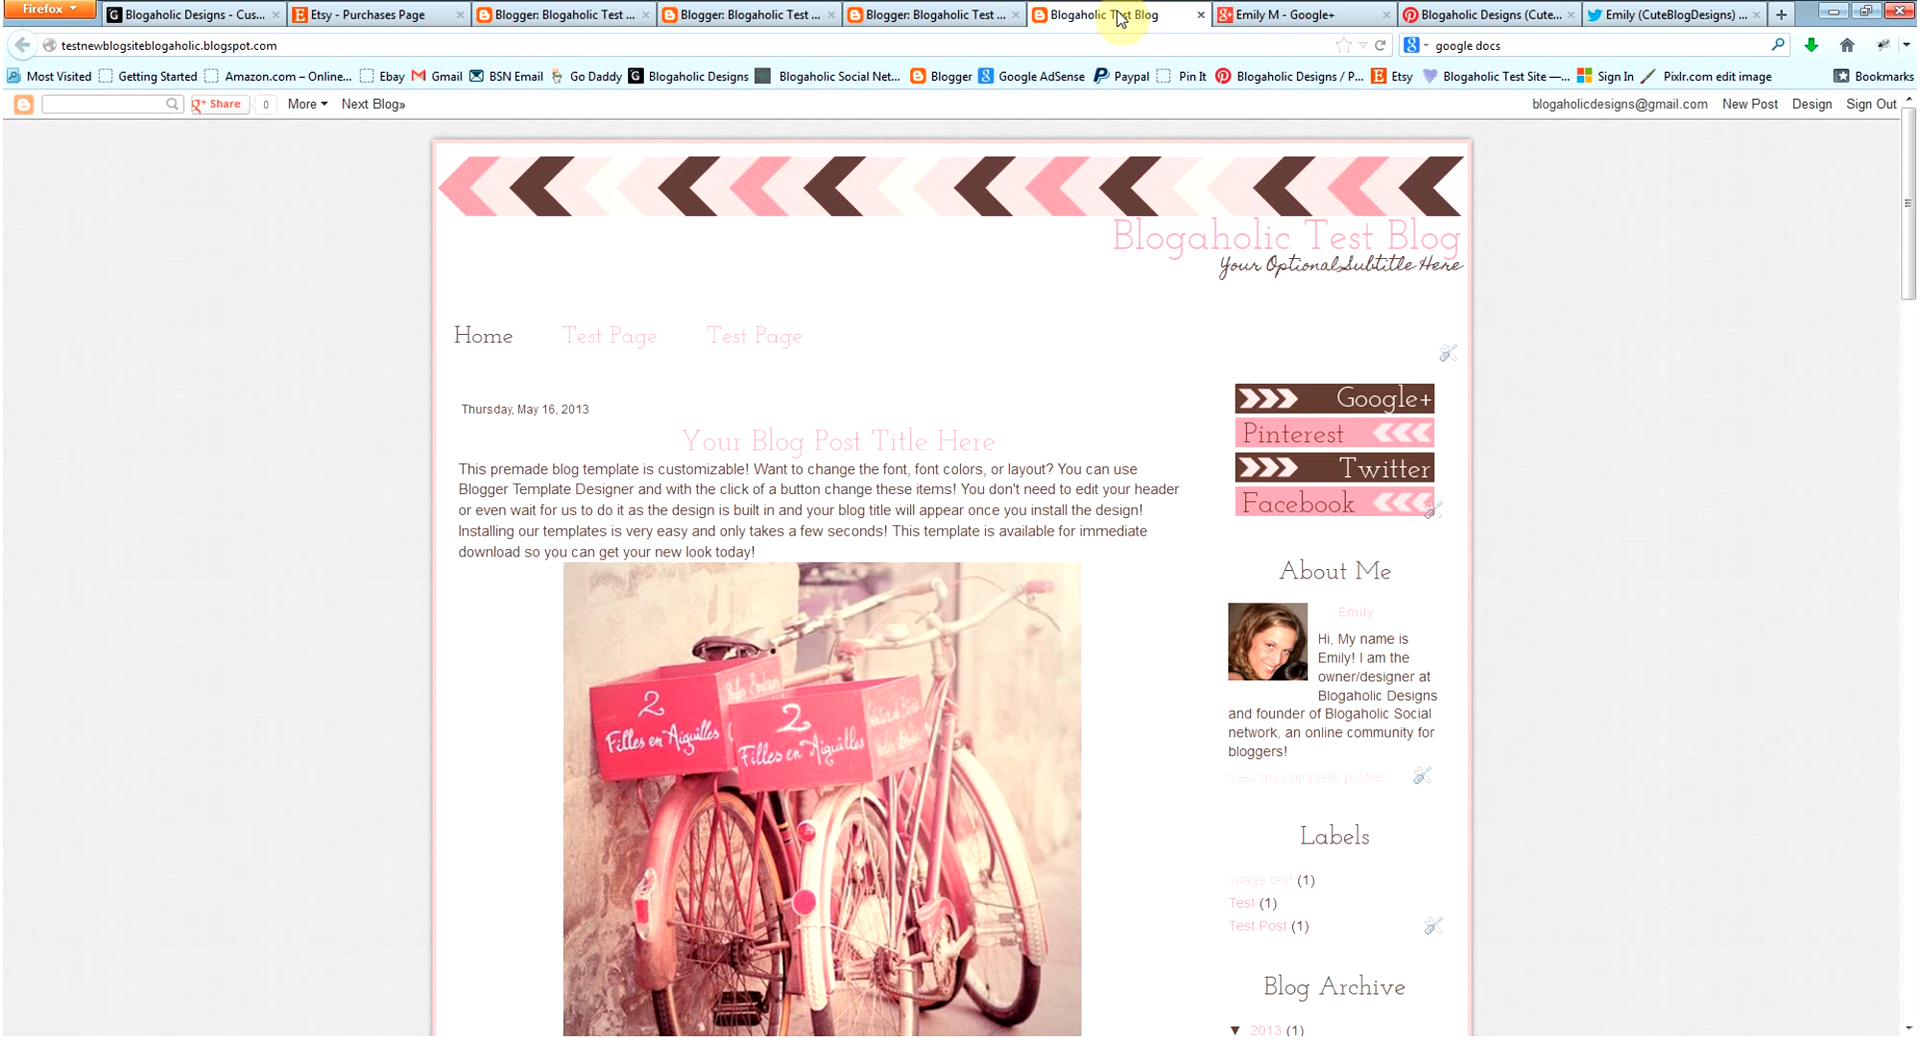 Firefox
Blogaholic Designs - Cus...
Etsy - Purchases Page
Blogger: Blogaholic Test ...
Blogger: Blogaholic Test ...
Blogger: Blogaholic Test ...
Blogaholic Test Blog
Emily M - Google+
Blogaholic Designs (Cute...
Emily (CuteBlogDesigns) ...
testnewblogsiteblogaholic.blogspot.com
google docs
Most Visited
Getting Started
Amazon.com – Online...
Ebay
Gmail
BSN Email
Go Daddy
Blogaholic Designs
Blogaholic Social Net...
Blogger
Google AdSense
Paypal
Pin It
Blogaholic Designs / P...
Etsy
Blogaholic Test Site —...
Sign In
Pixlr.com edit image
Bookmarks
Share
0
More
Next Blog»
blogaholicdesigns@gmail.com
New Post
Design
Sign Out
Blogaholic Test Blog
Your Optional Subtitle Here
Home
Test Page
Test Page
Thursday, May 16, 2013
Your Blog Post Title Here
This premade blog template is customizable! Want to change the font, font colors, or layout? You can use
Blogger Template Designer and with the click of a button change these items! You don't need to edit your header
or even wait for us to do it as the design is built in and your blog title will appear once you install the design!
Installing our templates is very easy and only takes a few seconds! This template is available for immediate
download so you can get your new look today!
2
Filles en Aiguilles
2
Filles en Aiguilles
Google+
Pinterest
Twitter
Facebook
About Me
Emily
Hi, My name is
Emily! I am the
owner/designer at
Blogaholic Designs
and founder of Blogaholic Social
network, an online community for
bloggers!
View my complete profile
Labels
image test (1)
Test (1)
Test Post (1)
Blog Archive
▼ 2013 (1)